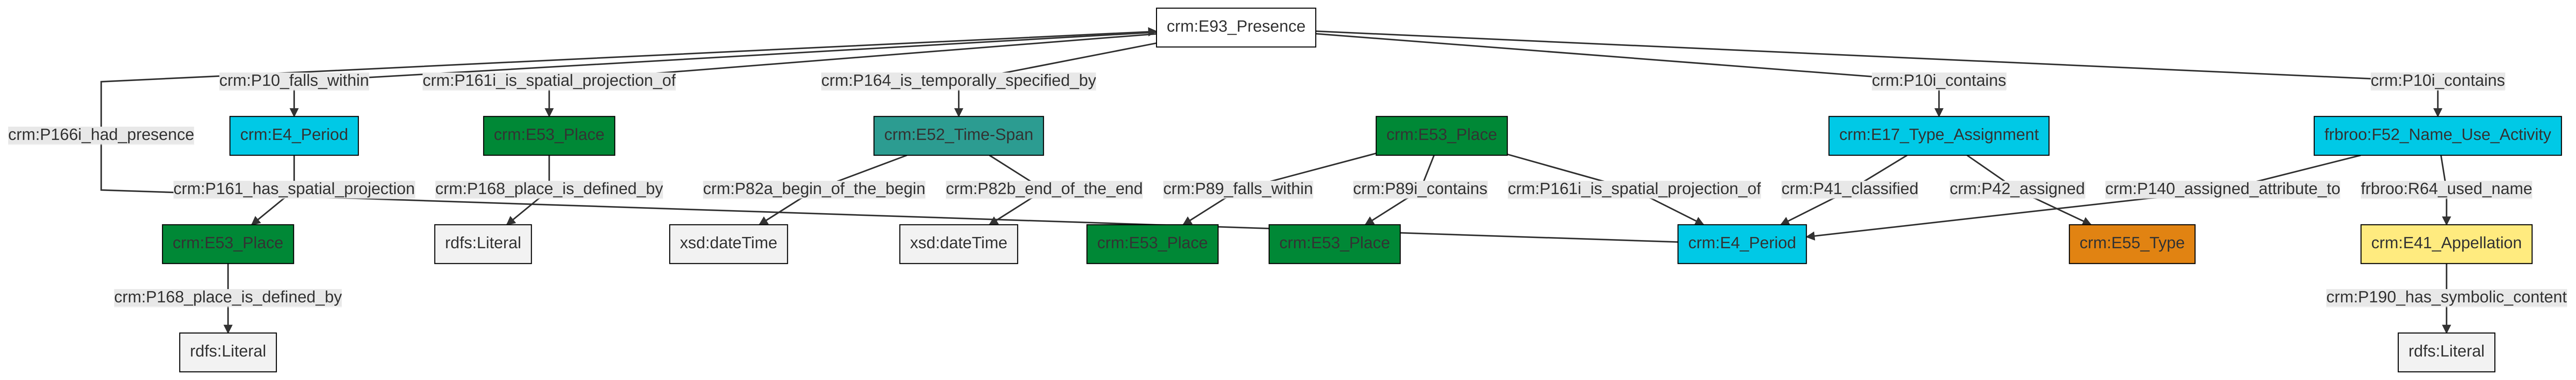 crm:E93_Presence
crm:P10_falls_within
crm:P161i_is_spatial_projection_of
crm:P164_is_temporally_specified_by
crm:P10i_contains
crm:P10i_contains
crm:P166i_had_presence
crm:E4_Period
crm:E53_Place
crm:E52_Time-Span
crm:E53_Place
crm:E17_Type_Assignment
frbroo:F52_Name_Use_Activity
crm:P161_has_spatial_projection
crm:P168_place_is_defined_by
crm:P82a_begin_of_the_begin
crm:P82b_end_of_the_end
crm:P89_falls_within
crm:P89i_contains
crm:P161i_is_spatial_projection_of
crm:P41_classified
crm:P42_assigned
crm:P140_assigned_attribute_to
frbroo:R64_used_name
crm:E53_Place
rdfs:Literal
xsd:dateTime
xsd:dateTime
crm:E53_Place
crm:E53_Place
crm:E4_Period
crm:E55_Type
crm:E41_Appellation
crm:P168_place_is_defined_by
crm:P190_has_symbolic_content
rdfs:Literal
rdfs:Literal